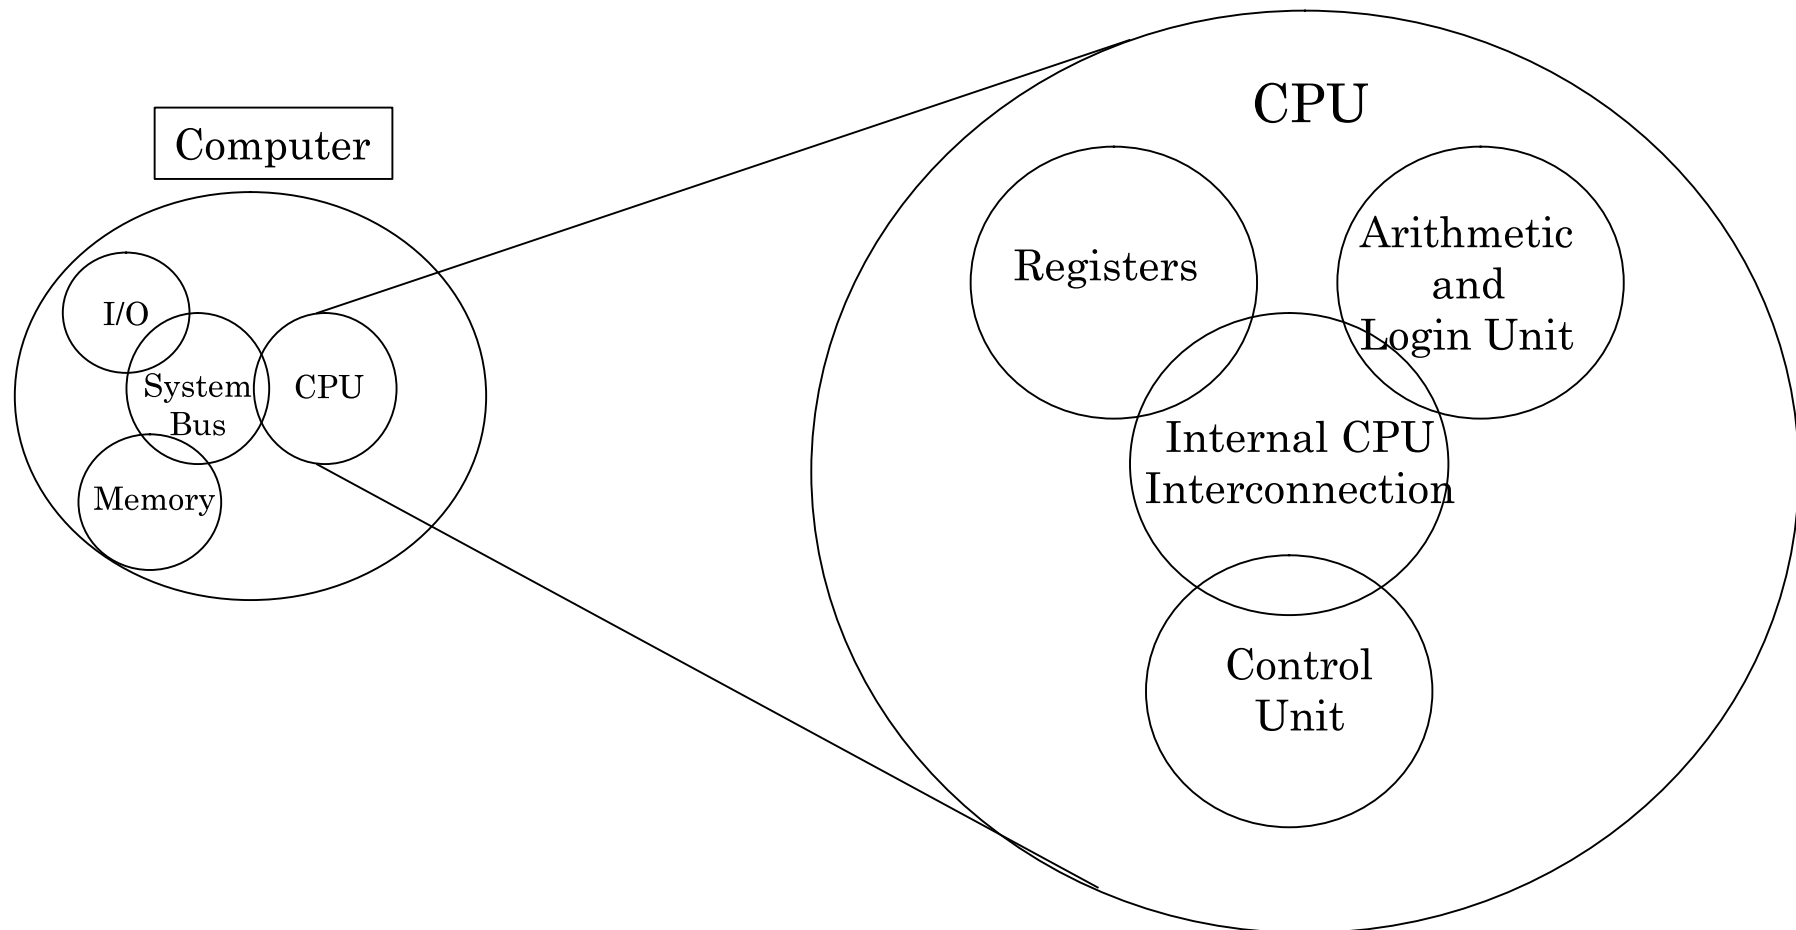 Computer
I/O
System
Bus
CPU
Memory
CPU
Registers
Arithmetic
and
Login Unit
Internal CPU
Interconnection
Control
Unit